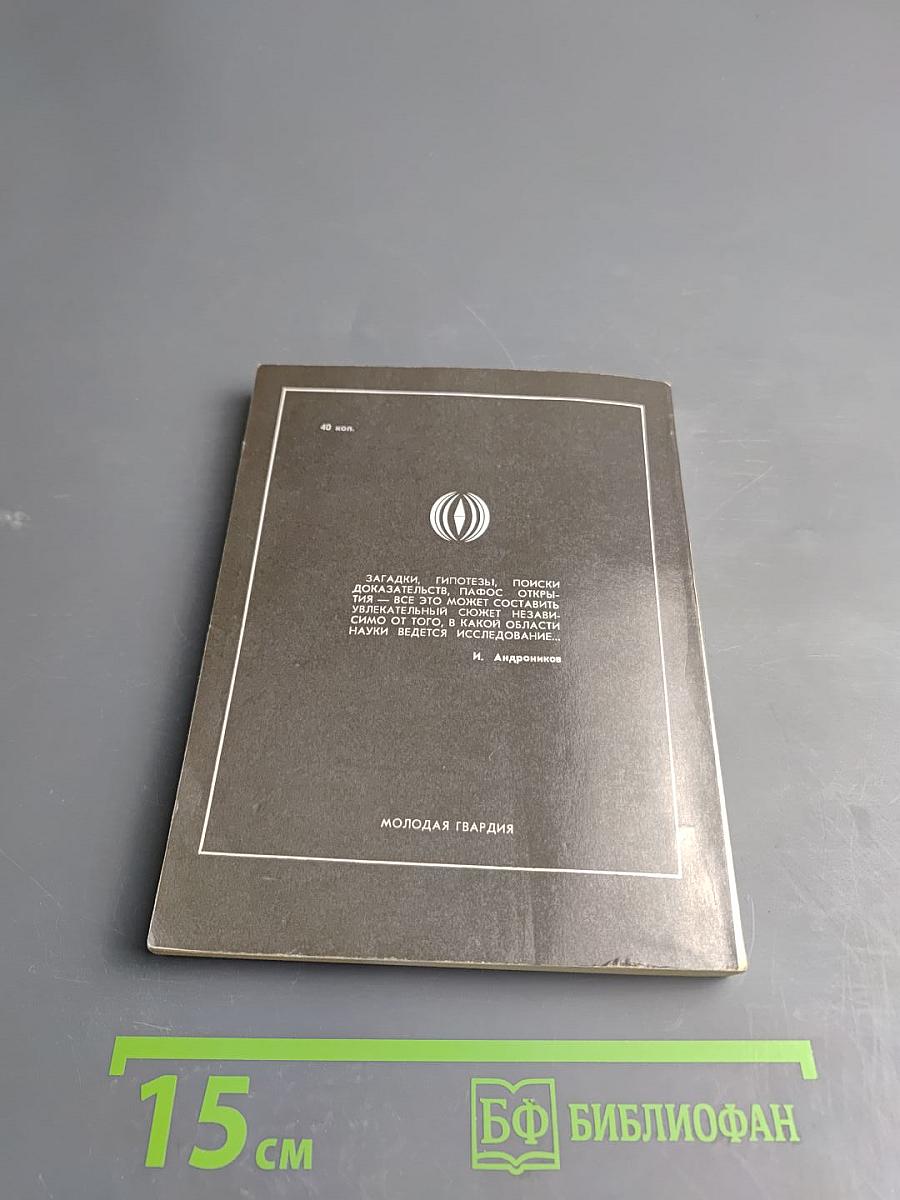 40 коп.
ЗАГАДКИ, ГИПОТЕЗЫ, ПОИСКИ
ДОКАЗАТЕЛЬСТВ, ПАФОС ОТКРЫ-
ТИЯ — ВСЕ ЭТО МОЖЕТ СОСТАВИТЬ
УВЛЕКАТЕЛЬНЫЙ СЮЖЕТ НЕЗАВИ-
СИМО ОТ ТОГО, В КАКОЙ ОБЛАСТИ
НАУКИ ВЕДЕТСЯ ИССЛЕДОВАНИЕ...
И. Андроников
МОЛОДАЯ ГВАРДИЯ
15 см
БФ БИБЛИОФАН